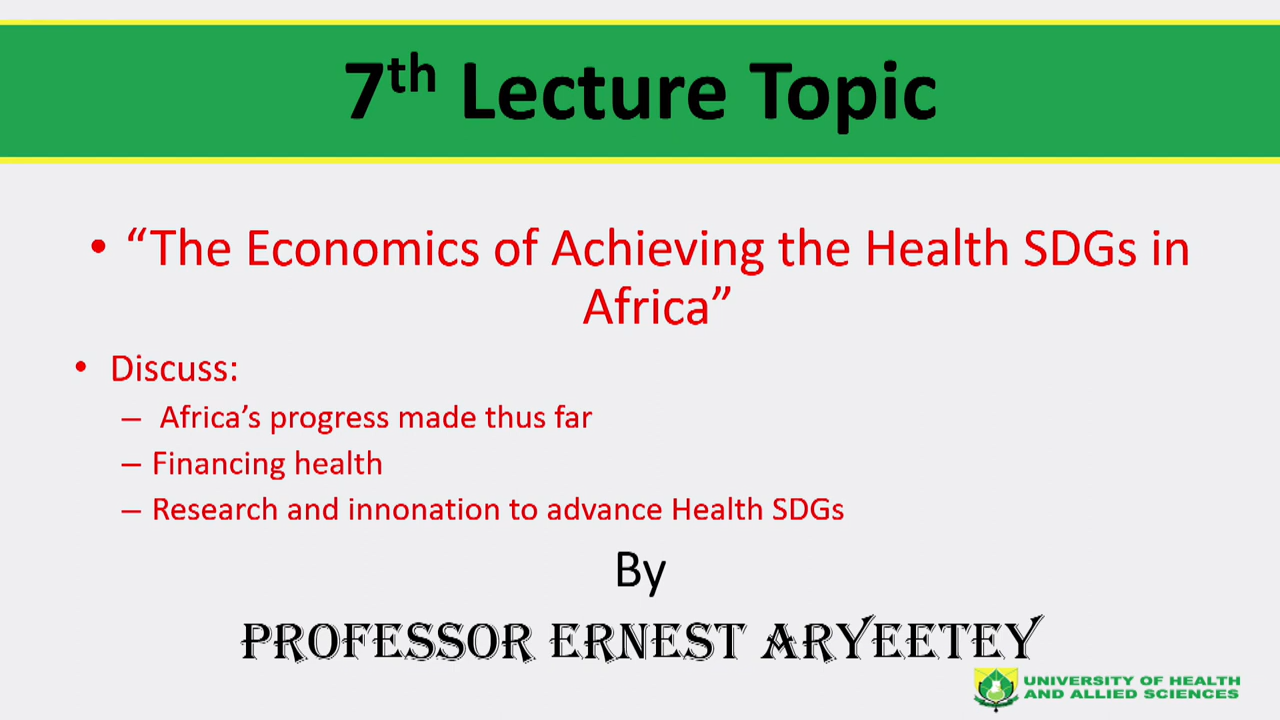 7th Lecture Topic
• “The Economics of Achieving the Health SDGs in
Africa”
• Discuss:
– Africa’s progress made thus far
– Financing health
– Research and innonation to advance Health SDGs
By
PROFESSOR ERNEST ARYEETEY
UNIVERSITY OF HEALTH
AND ALLIED SCIENCES